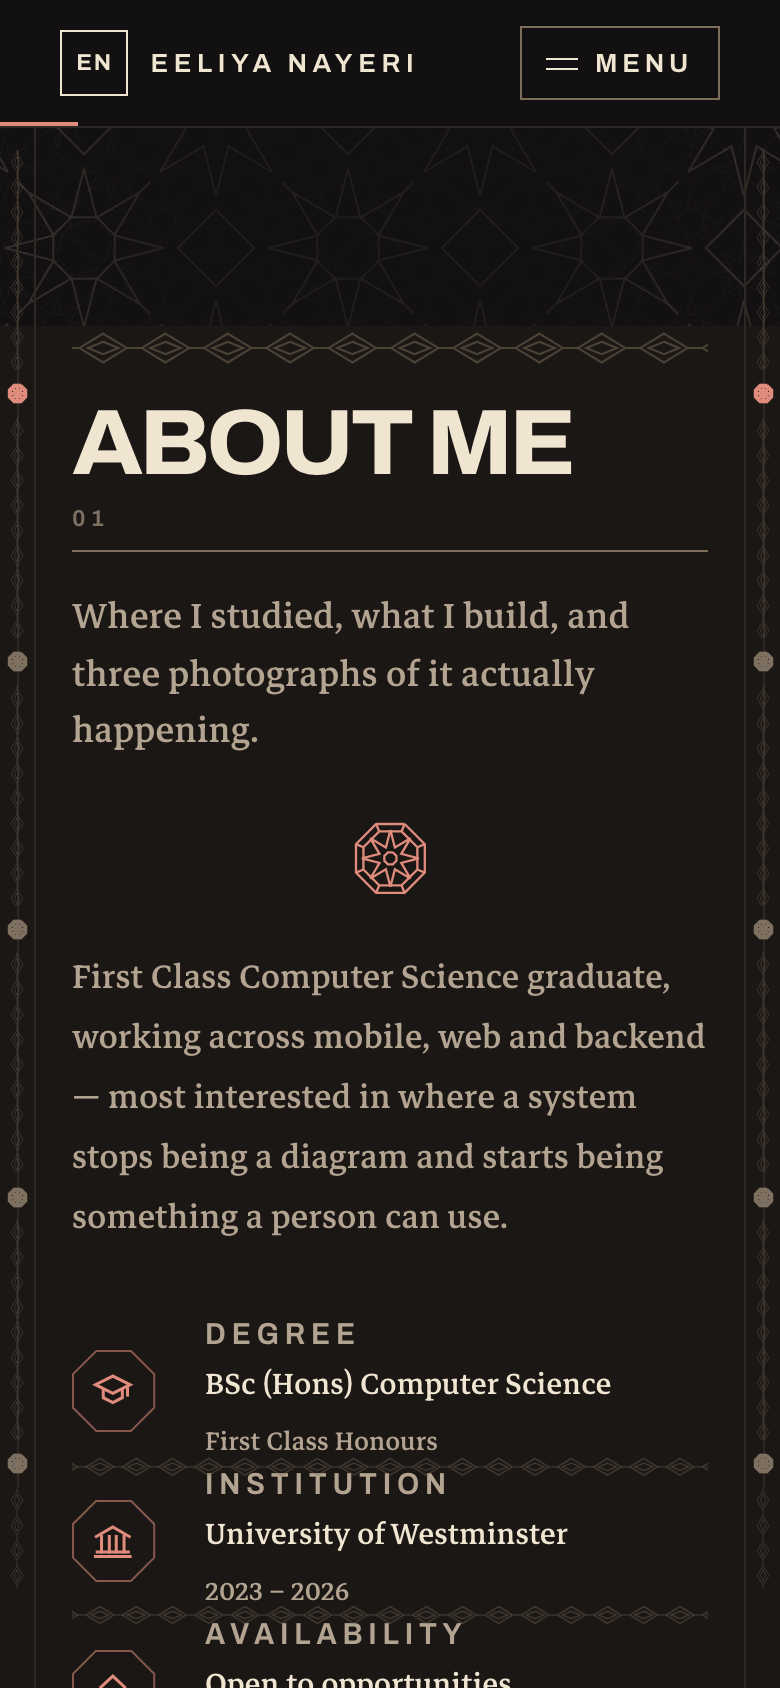 EN EELIYA NAYERI MENU
ABOUT ME
01
Where I studied, what I build, and
three photographs of it actually
happening.
First Class Computer Science graduate,
working across mobile, web and backend
— most interested in where a system
stops being a diagram and starts being
something a person can use.
DEGREE
BSc (Hons) Computer Science
First Class Honours
INSTITUTION
University of Westminster
2023 – 2026
AVAILABILITY
Open to opportunities